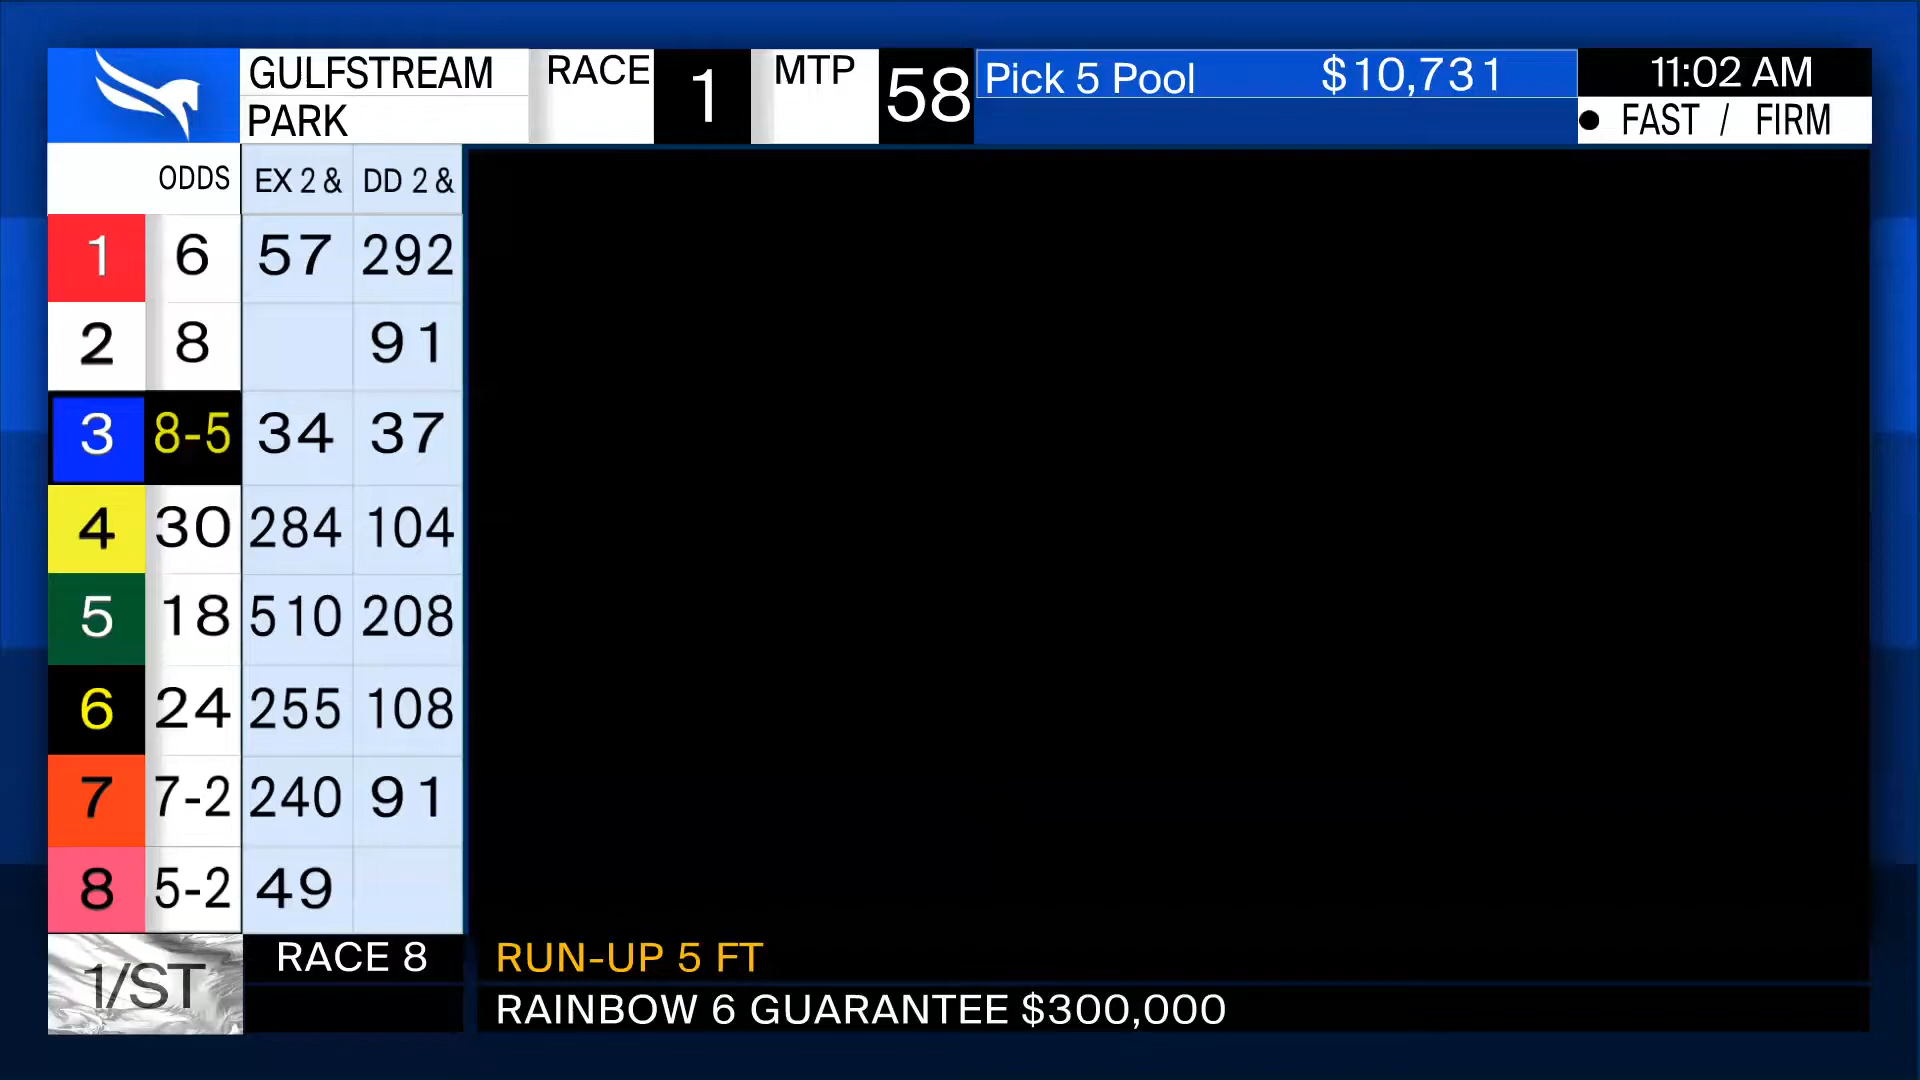 GULFSTREAM PARK RACE 1 MTP 58 Pick 5 Pool $10,731 11:02 AM
● FAST / FIRM
ODDS EX 2 & DD 2 &
1 6 57 292
2 8 91
3 8-5 34 37
4 30 284 104
5 18 510 208
6 24 255 108
7 7-2 240 91
8 5-2 49
1/ST RACE 8 RUN-UP 5 FT
RAINBOW 6 GUARANTEE $300,000